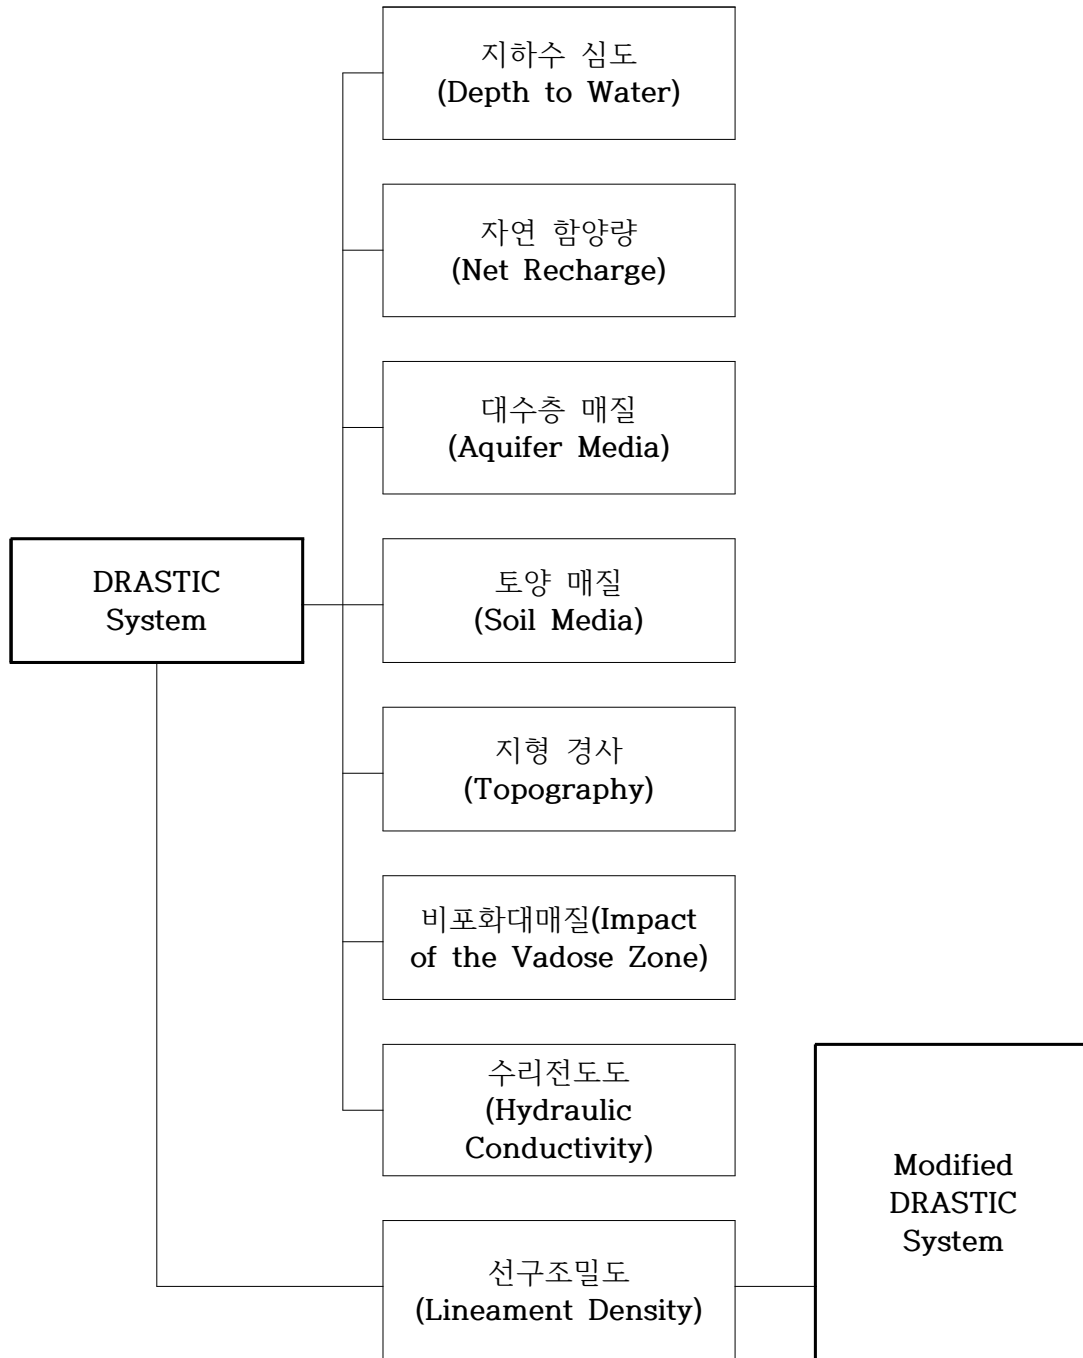 지하수 심도
(Depth to Water)
자연 함양량
(Net Recharge)
대수층 매질
(Aquifer Media)
DRASTIC
System
토양 매질
(Soil Media)
지형 경사
(Topography)
비포화대매질(Impact
of the Vadose Zone)
수리전도도
(Hydraulic
Conductivity)
Modified
DRASTIC
System
선구조밀도
(Lineament Density)